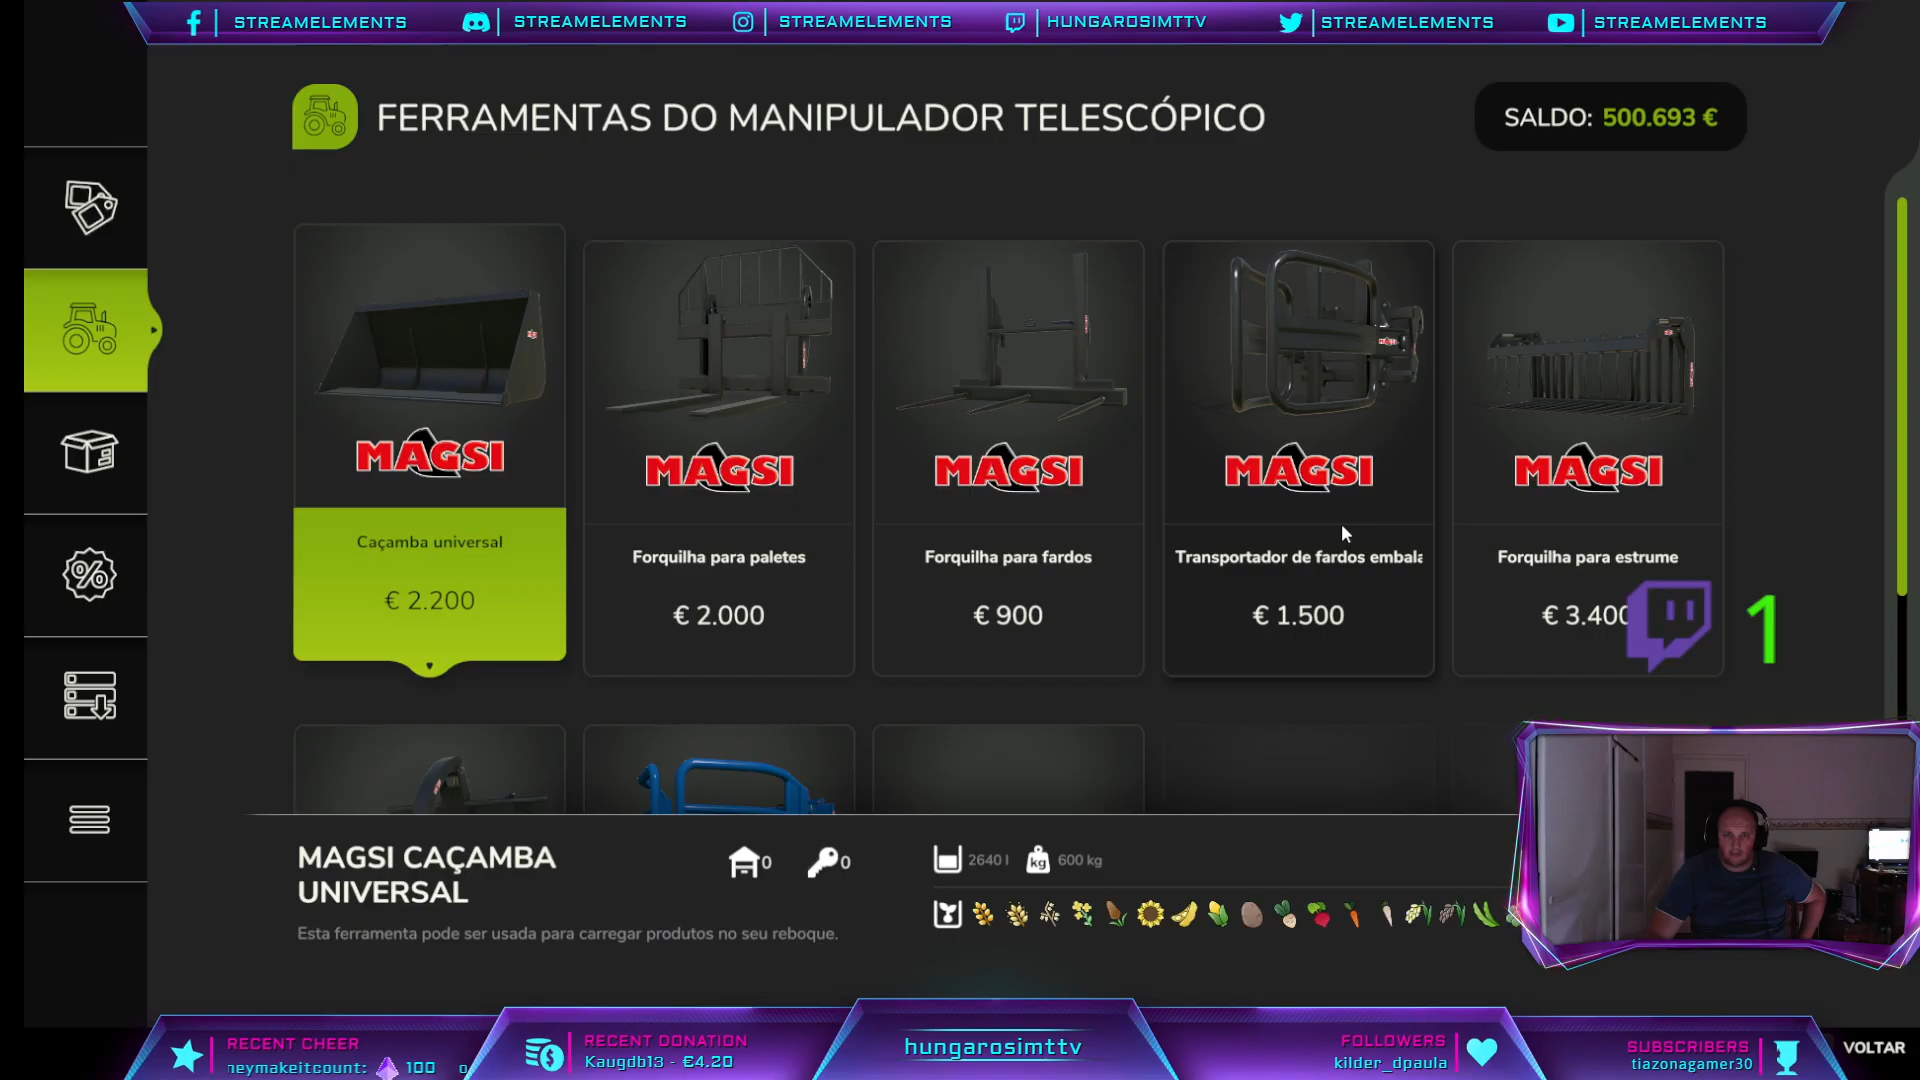 STREAMELEMENTS STREAMELEMENTS STREAMELEMENTS HUNGAROSIMTTV STREAMELEMENTS STREAMELEMENTS
FERRAMENTAS DO MANIPULADOR TELESCÓPICO
SALDO: 500.693 €
MAGSI MAGSI MAGSI MAGSI MAGSI
Caçamba universal
€ 2.200
Forquilha para paletes
€ 2.000
Forquilha para fardos
€ 900
Transportador de fardos embala
€ 1.500
Forquilha para estrume
€ 3.400
1
MAGSI CAÇAMBA
UNIVERSAL
0 0
2640 l kg 600 kg
Esta ferramenta pode ser usada para carregar produtos no seu reboque.
RECENT CHEER
neymakeitcount: 100
RECENT DONATION
Kaugdb13 - €4.20
hungarosimttv
FOLLOWERS
kilder_dpaula
SUBSCRIBERS
tiazonagamer30
VOLTAR